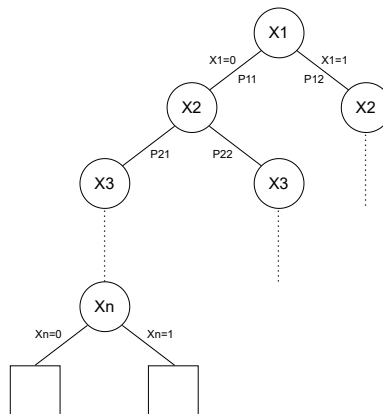 X1
X1=0
X1=1
P11
P12
X2
X2
P21
P22
X3
X3
Xn
Xn=0
Xn=1